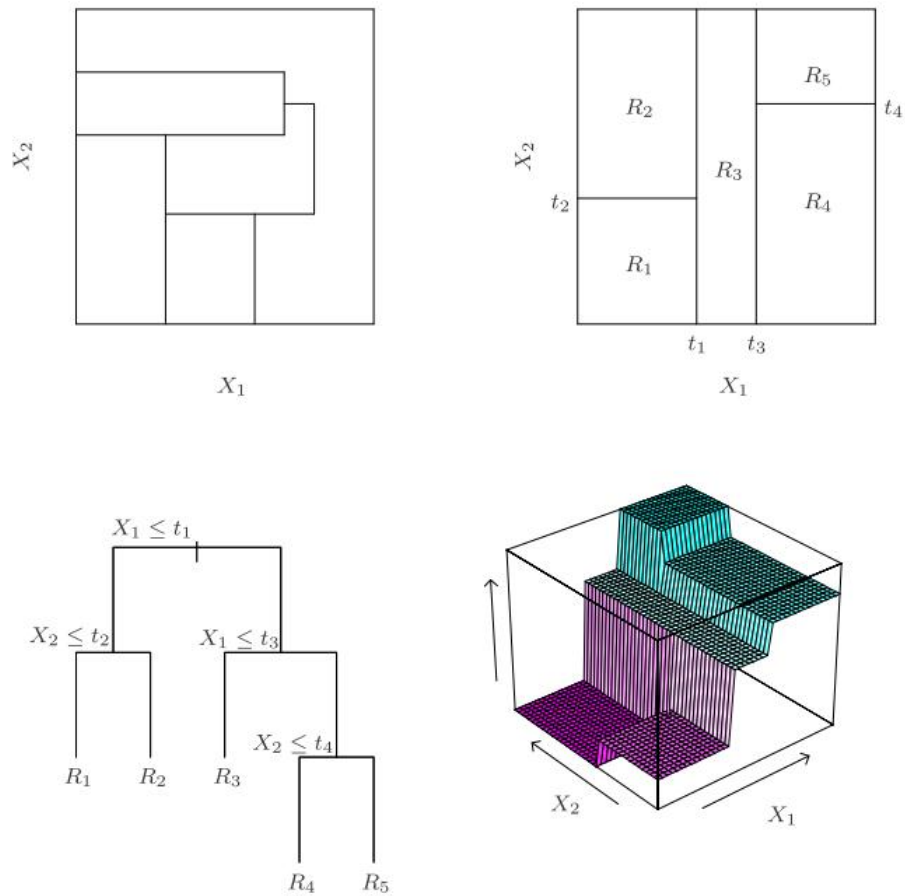 X₂
X₁
R₂
R₅
t₄
X₂
R₃
t₂
R₄
R₁
t₁
t₃
X₁
X₁ ≤ t₁
X₂ ≤ t₂
X₁ ≤ t₃
X₂ ≤ t₄
R₁
R₂
R₃
R₄
R₅
X₂
X₁